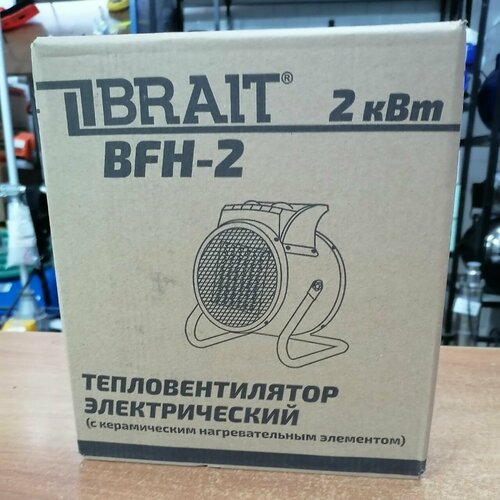 BRAIT® 2 кВт
BFH-2
ТЕПЛОВЕНТИЛЯТОР
ЭЛЕКТРИЧЕСКИЙ
(с керамическим нагревательным элементом)